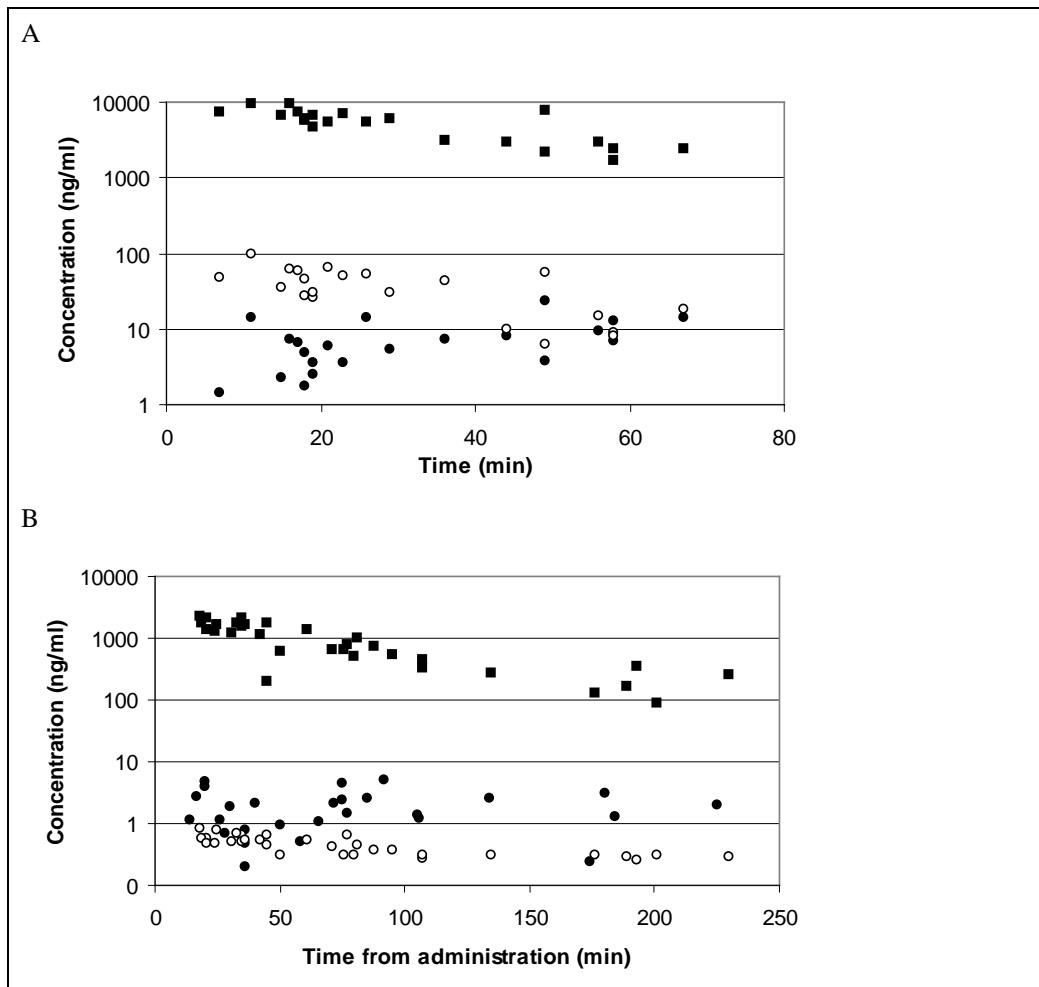 A
Concentration (ng/ml)
10000
1000
100
10
1
0 20 40 60 80
Time (min)
B
Concentration (ng/ml)
10000
1000
100
10
1
0
0 50 100 150 200 250
Time from administration (min)